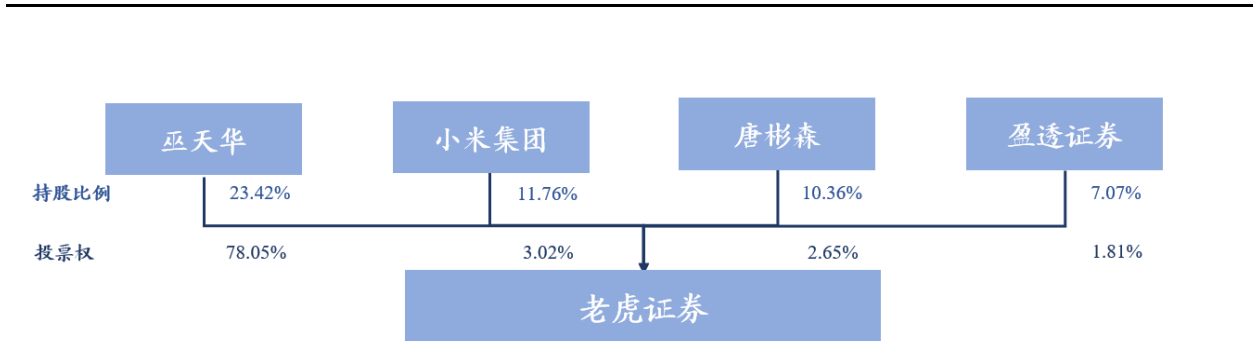 巫天华 小米集团 唐彬森 盈透证券
持股比例 23.42% 11.76% 10.36% 7.07%
投票权 78.05% 3.02% 2.65% 1.81%
老虎证券